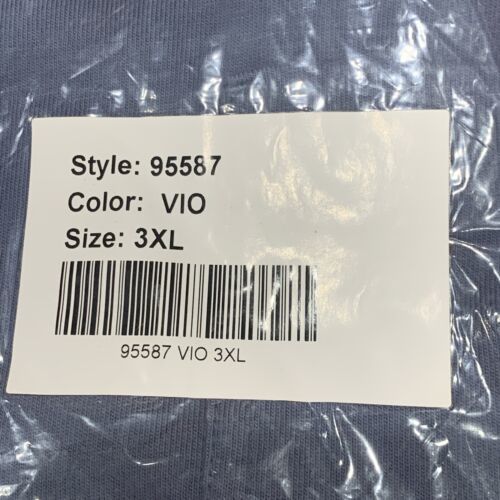 Style: 95587
Color: VIO
Size: 3XL
95587 VIO 3XL